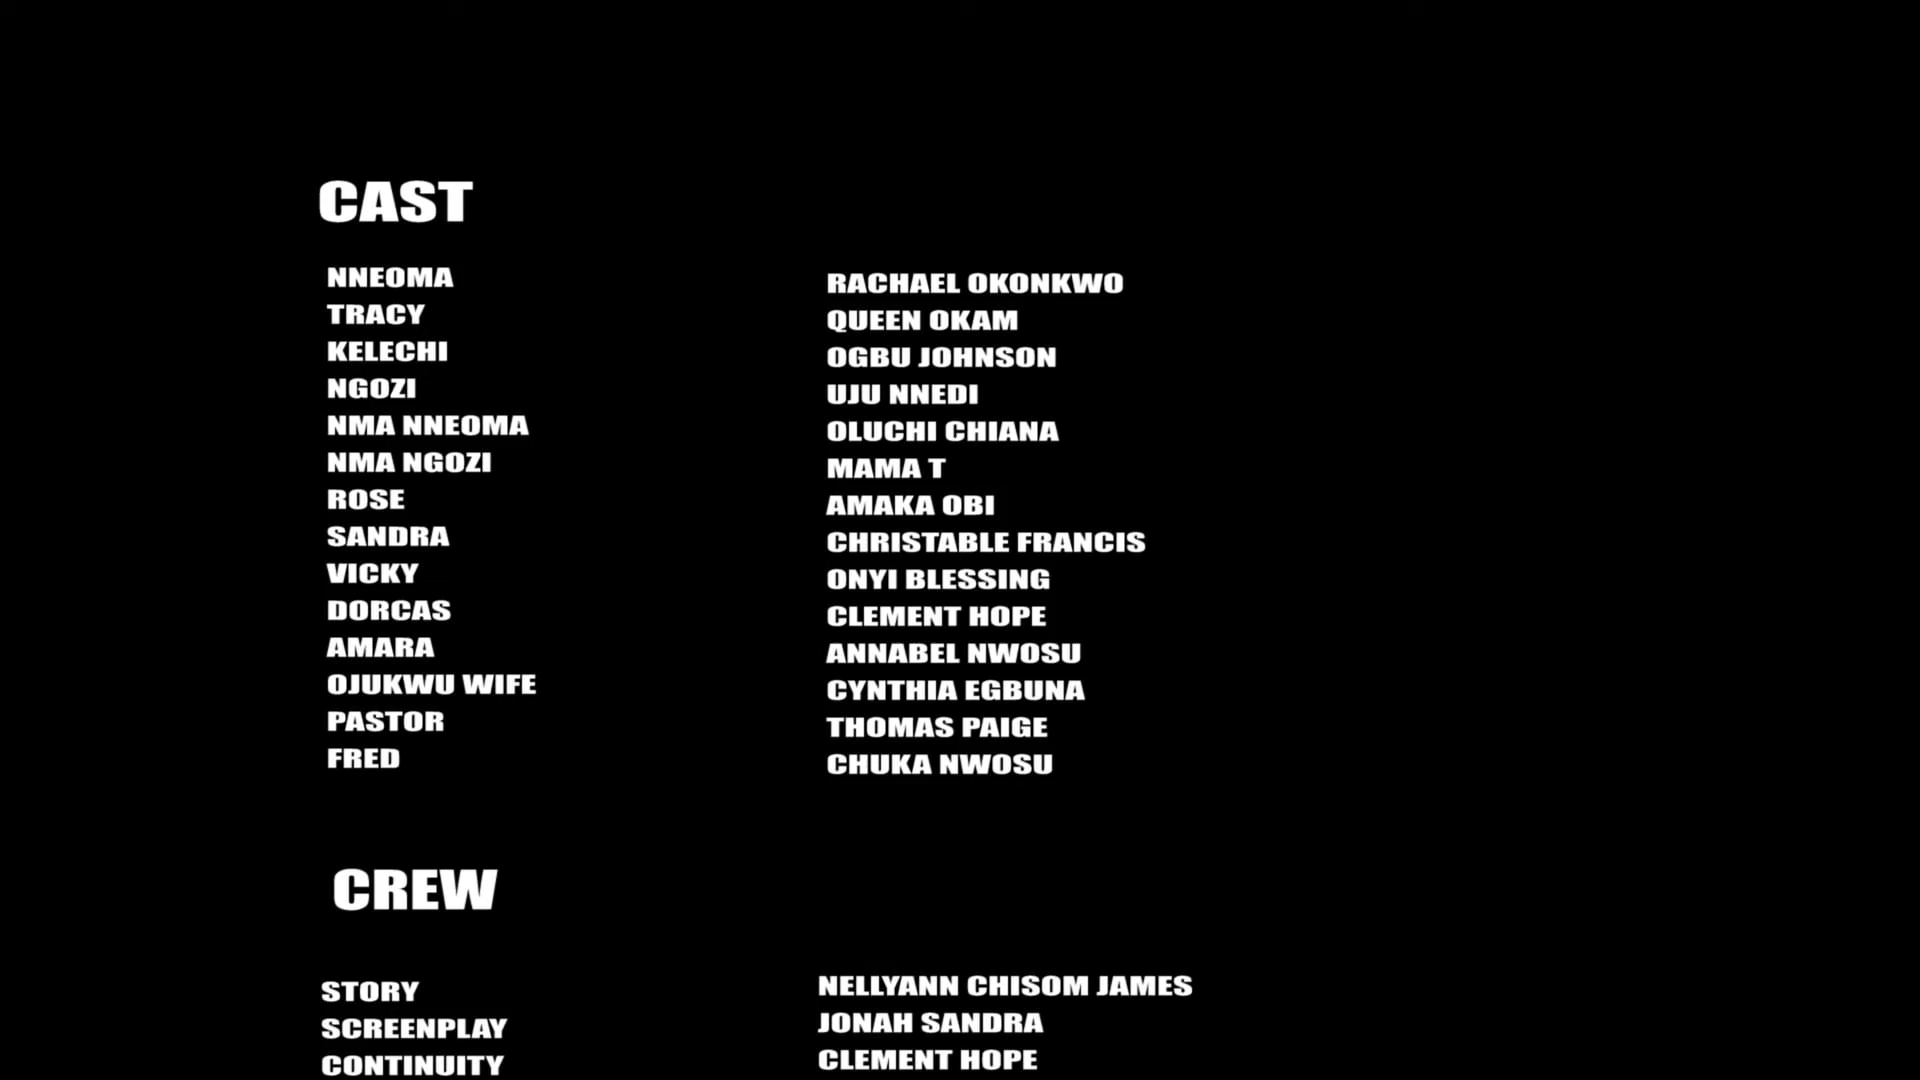 CAST
NNEOMA RACHAEL OKONKWO
TRACY QUEEN OKAM
KELECHI OGBU JOHNSON
NGOZI UJU NNEDI
NMA NNEOMA OLUCHI CHIANA
NMA NGOZI MAMA T
ROSE AMAKA OBI
SANDRA CHRISTABLE FRANCIS
VICKY ONYI BLESSING
DORCAS CLEMENT HOPE
AMARA ANNABEL NWOSU
OJUKWU WIFE CYNTHIA EGBUNA
PASTOR THOMAS PAIGE
FRED CHUKA NWOSU
CREW
STORY NELLYANN CHISOM JAMES
SCREENPLAY JONAH SANDRA
CONTINUITY CLEMENT HOPE